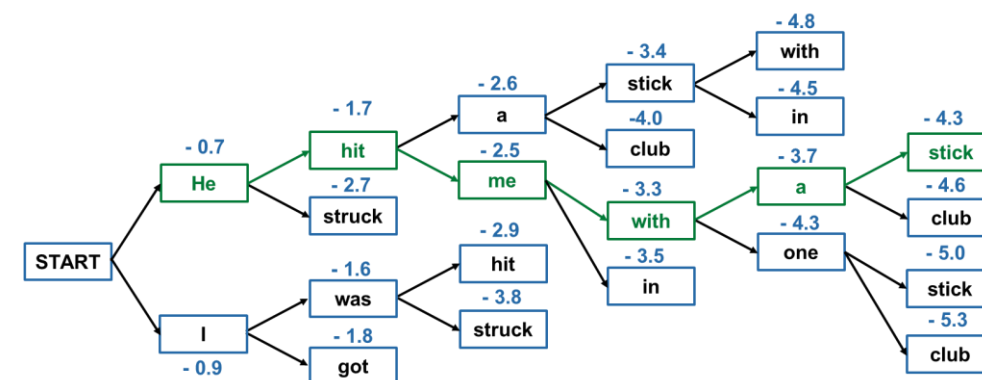 - 4.8
with
- 3.4
stick
- 2.6
a
- 4.5
in
- 1.7
hit
-4.0
club
- 4.3
stick
- 0.7
He
- 2.5
me
- 3.7
a
- 2.7
struck
- 3.3
with
- 4.6
club
- 4.3
one
START
- 2.9
hit
- 3.5
in
- 5.0
stick
- 1.6
was
- 3.8
struck
I
- 0.9
- 1.8
got
- 5.3
club